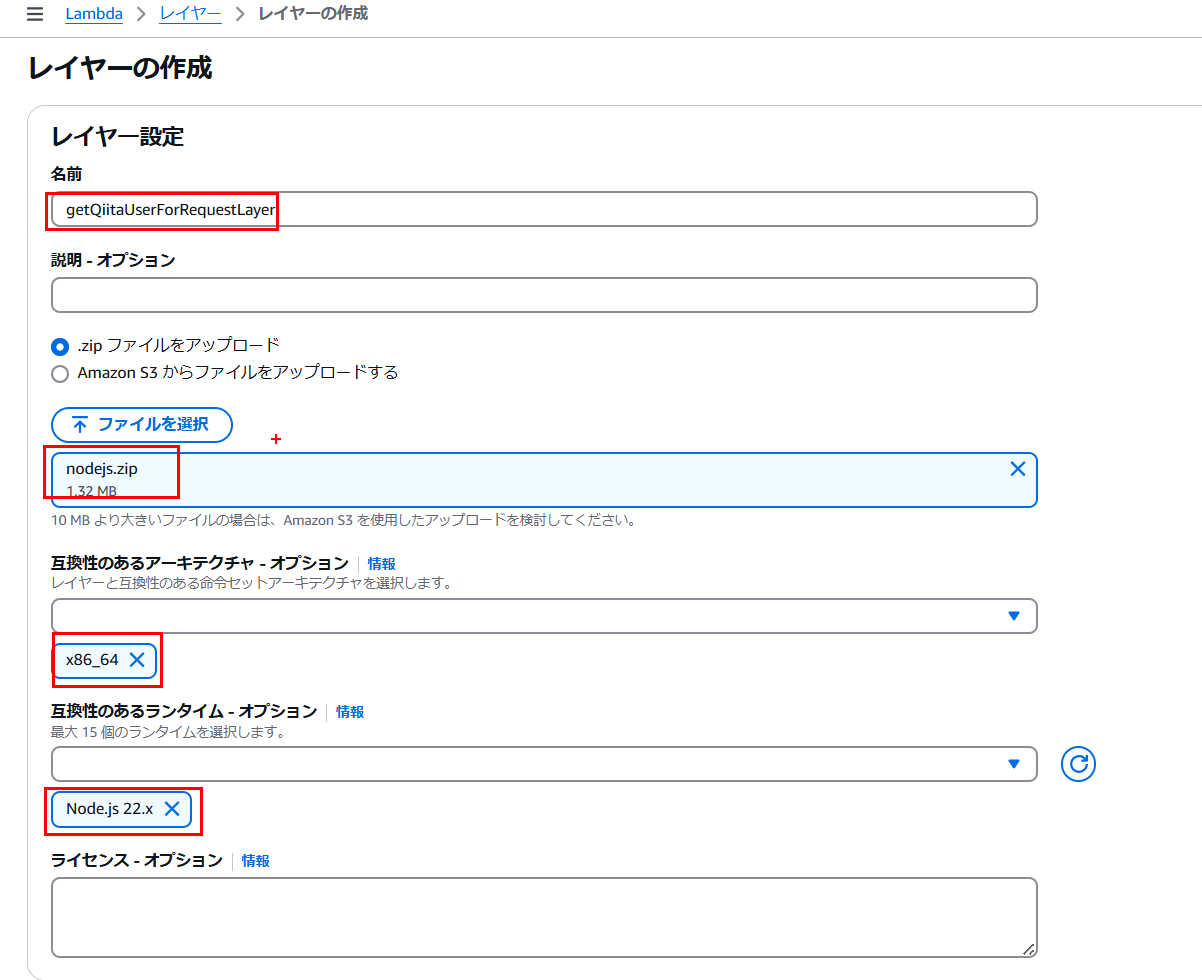 Lambda > レイヤー > レイヤーの作成
レイヤーの作成
レイヤー設定
名前
getQiitaUserForRequestLayer
説明 - オプション
.zip ファイルをアップロード
Amazon S3 からファイルをアップロードする
ファイルを選択
nodejs.zip
1.32 MB
10 MB より大きいファイルの場合は、Amazon S3 を使用したアップロードを検討してください。
互換性のあるアーキテクチャ - オプション 情報
レイヤーと互換性のある命令セットアーキテクチャを選択します。
x86_64
互換性のあるランタイム - オプション 情報
最大 15 個のランタイムを選択します。
Node.js 22.x
ライセンス - オプション 情報